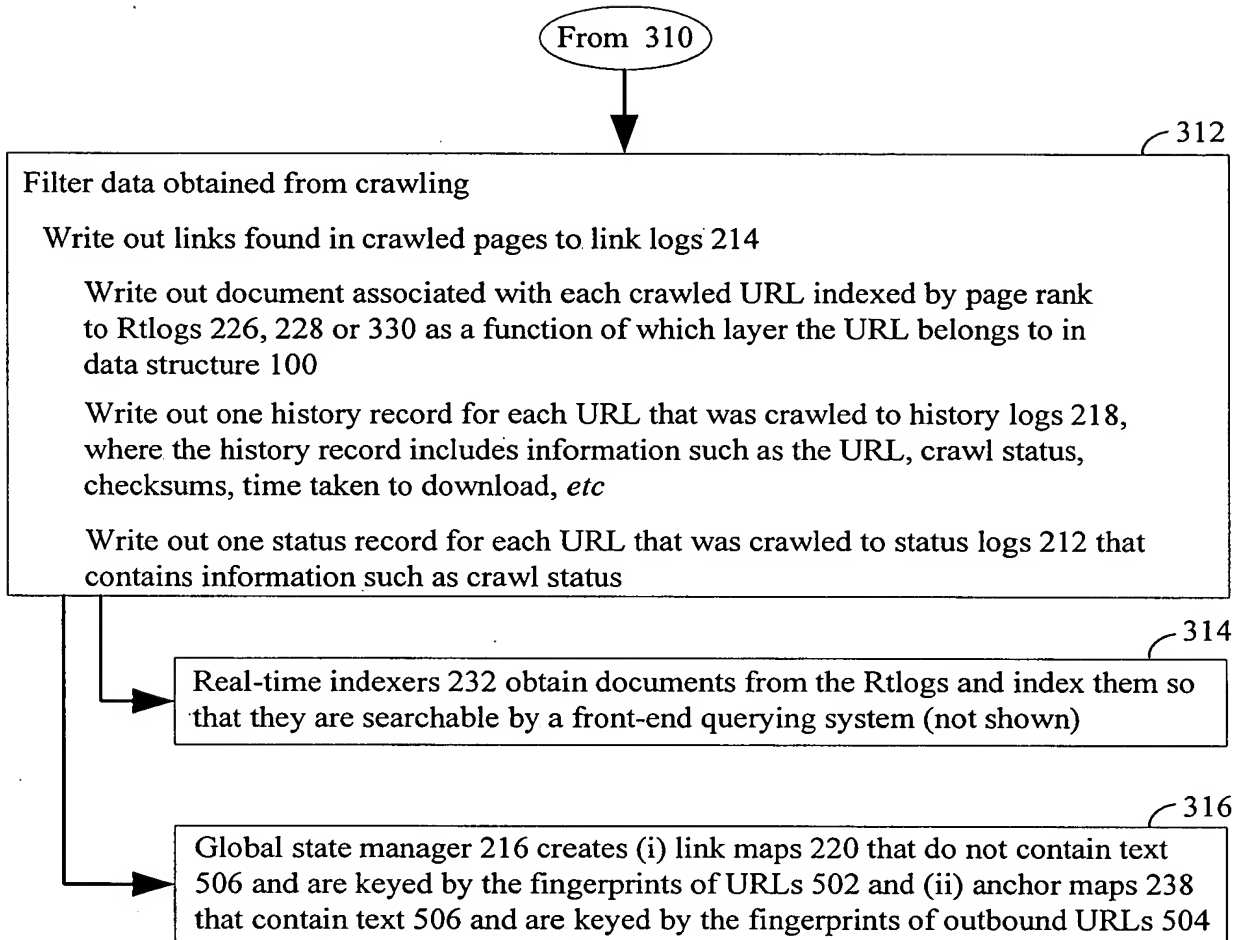 From 310
312
Filter data obtained from crawling
Write out links found in crawled pages to link logs 214
Write out document associated with each crawled URL indexed by page rank
to Rtlogs 226, 228 or 330 as a function of which layer the URL belongs to in
data structure 100
Write out one history record for each URL that was crawled to history logs 218,
where the history record includes information such as the URL, crawl status,
checksums, time taken to download, etc
Write out one status record for each URL that was crawled to status logs 212 that
contains information such as crawl status
314
Real-time indexers 232 obtain documents from the Rtlogs and index them so
that they are searchable by a front-end querying system (not shown)
316
Global state manager 216 creates (i) link maps 220 that do not contain text
506 and are keyed by the fingerprints of URLs 502 and (ii) anchor maps 238
that contain text 506 and are keyed by the fingerprints of outbound URLs 504